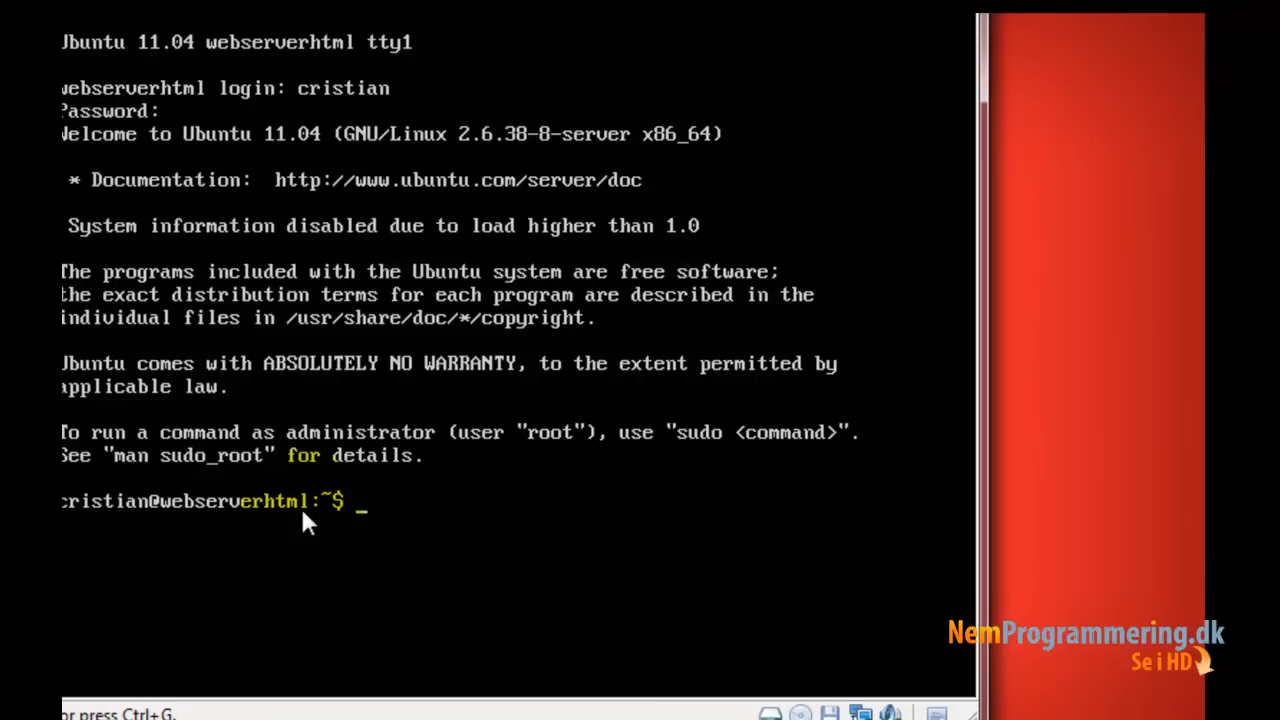 Ubuntu 11.04 webserverhtml tty1
webserverhtml login: cristian
Password:
Welcome to Ubuntu 11.04 (GNU/Linux 2.6.38-8-server x86_64)
* Documentation: http://www.ubuntu.com/server/doc
System information disabled due to load higher than 1.0
The programs included with the Ubuntu system are free software;
the exact distribution terms for each program are described in the
individual files in /usr/share/doc/*/copyright.
Ubuntu comes with ABSOLUTELY NO WARRANTY, to the extent permitted by
applicable law.
To run a command as administrator (user "root"), use "sudo <command>".
See "man sudo_root" for details.
cristian@webserverhtml:~$ _
NemProgrammering.dk
Se i HD
or press Ctrl+G.